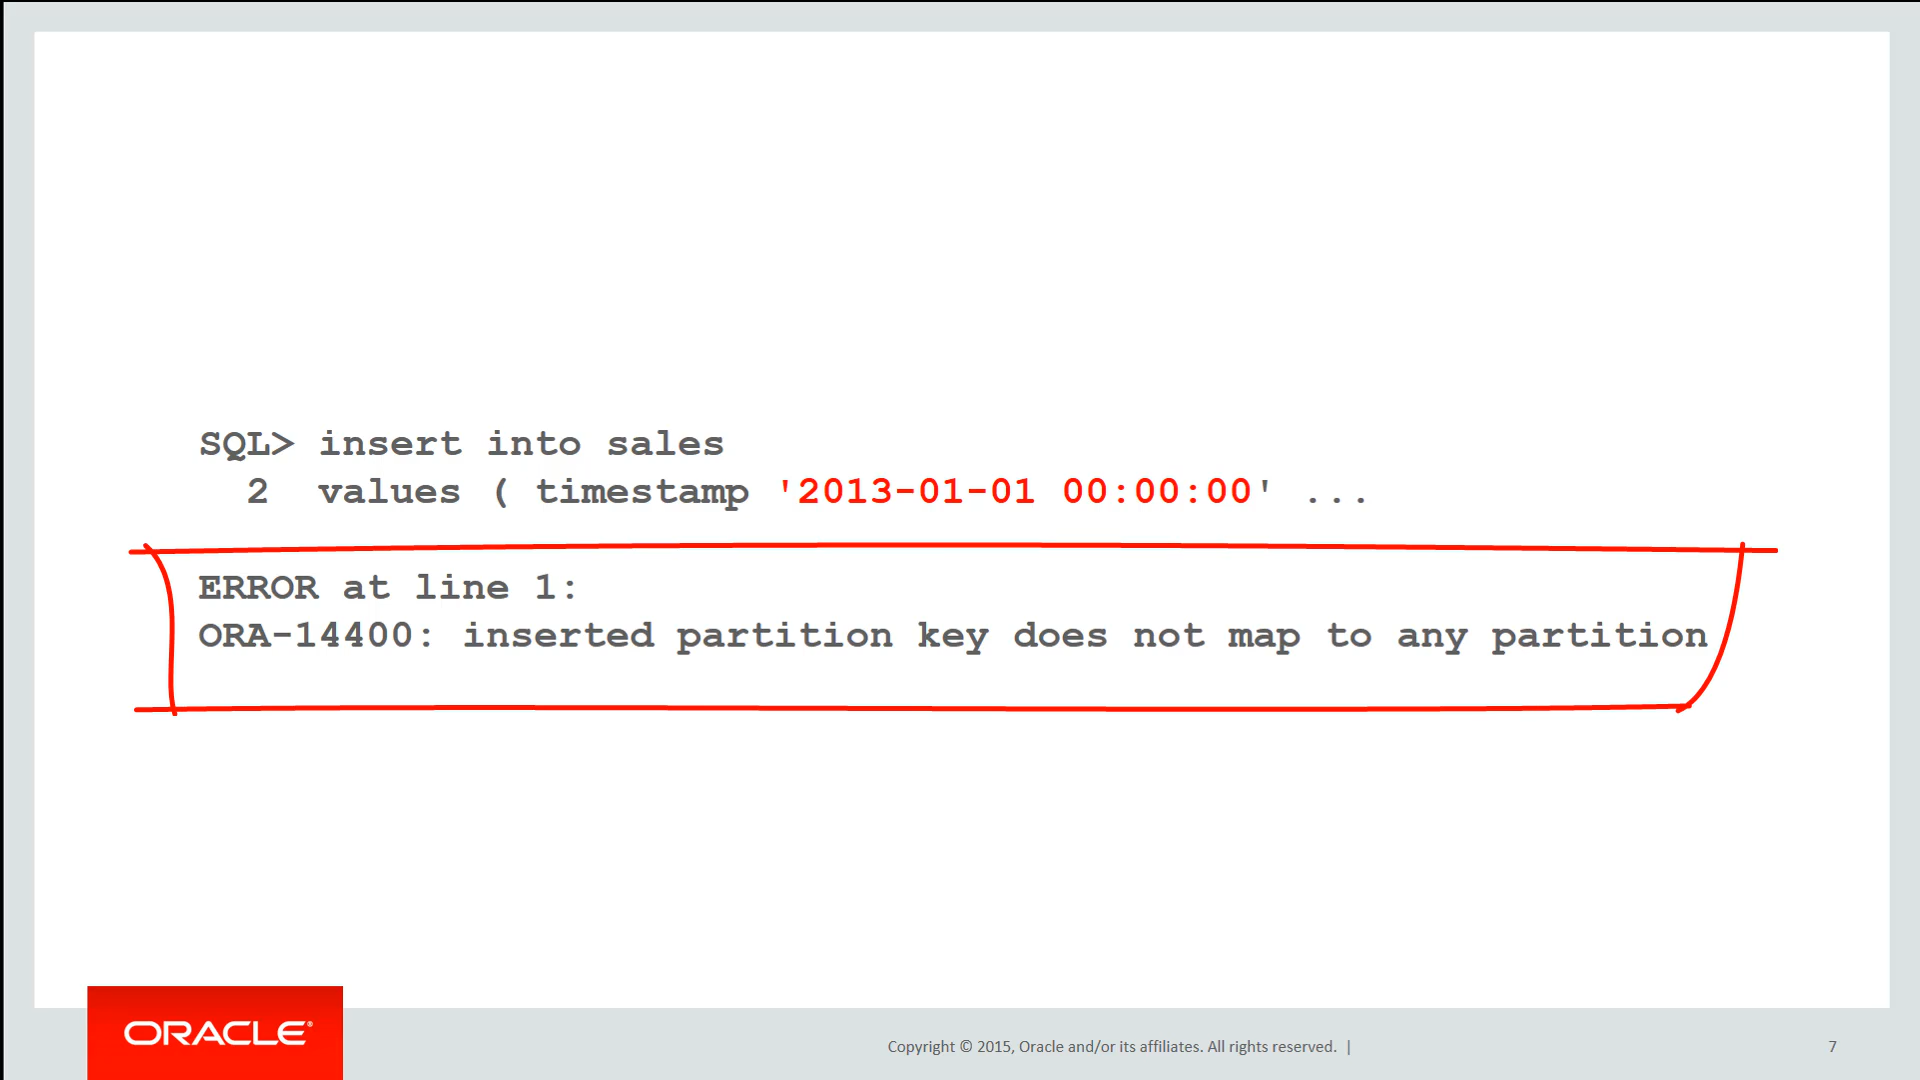 SQL> insert into sales
2 values ( timestamp '2013-01-01 00:00:00' ...
ERROR at line 1:
ORA-14400: inserted partition key does not map to any partition
ORACLE®
Copyright © 2015, Oracle and/or its affiliates. All rights reserved. |
7